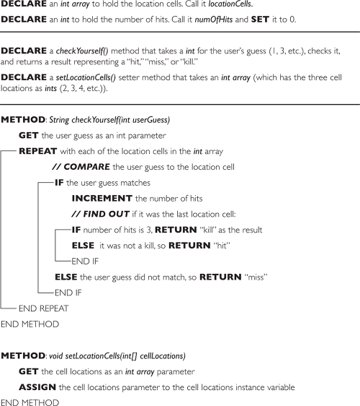 DECLARE an int array to hold the location cells. Call it locationCells.
DECLARE an int to hold the number of hits. Call it numOfHits and SET it to 0.
DECLARE a checkYourself() method that takes a int for the user's guess (1, 3, etc.), checks it,
and returns a result representing a "hit," "miss," or "kill."
DECLARE a setLocationCells() setter method that takes an int array (which has the three cell
locations as ints (2, 3, 4, etc.)).
METHOD: String checkYourself(int userGuess)
GET the user guess as an int parameter
REPEAT with each of the location cells in the int array
// COMPARE the user guess to the location cell
IF the user guess matches
INCREMENT the number of hits
// FIND OUT if it was the last location cell:
IF number of hits is 3, RETURN "kill" as the result
ELSE it was not a kill, so RETURN "hit"
END IF
ELSE the user guess did not match, so RETURN "miss"
END IF
END REPEAT
END METHOD
METHOD: void setLocationCells(int[] cellLocations)
GET the cell locations as an int array parameter
ASSIGN the cell locations parameter to the cell locations instance variable
END METHOD